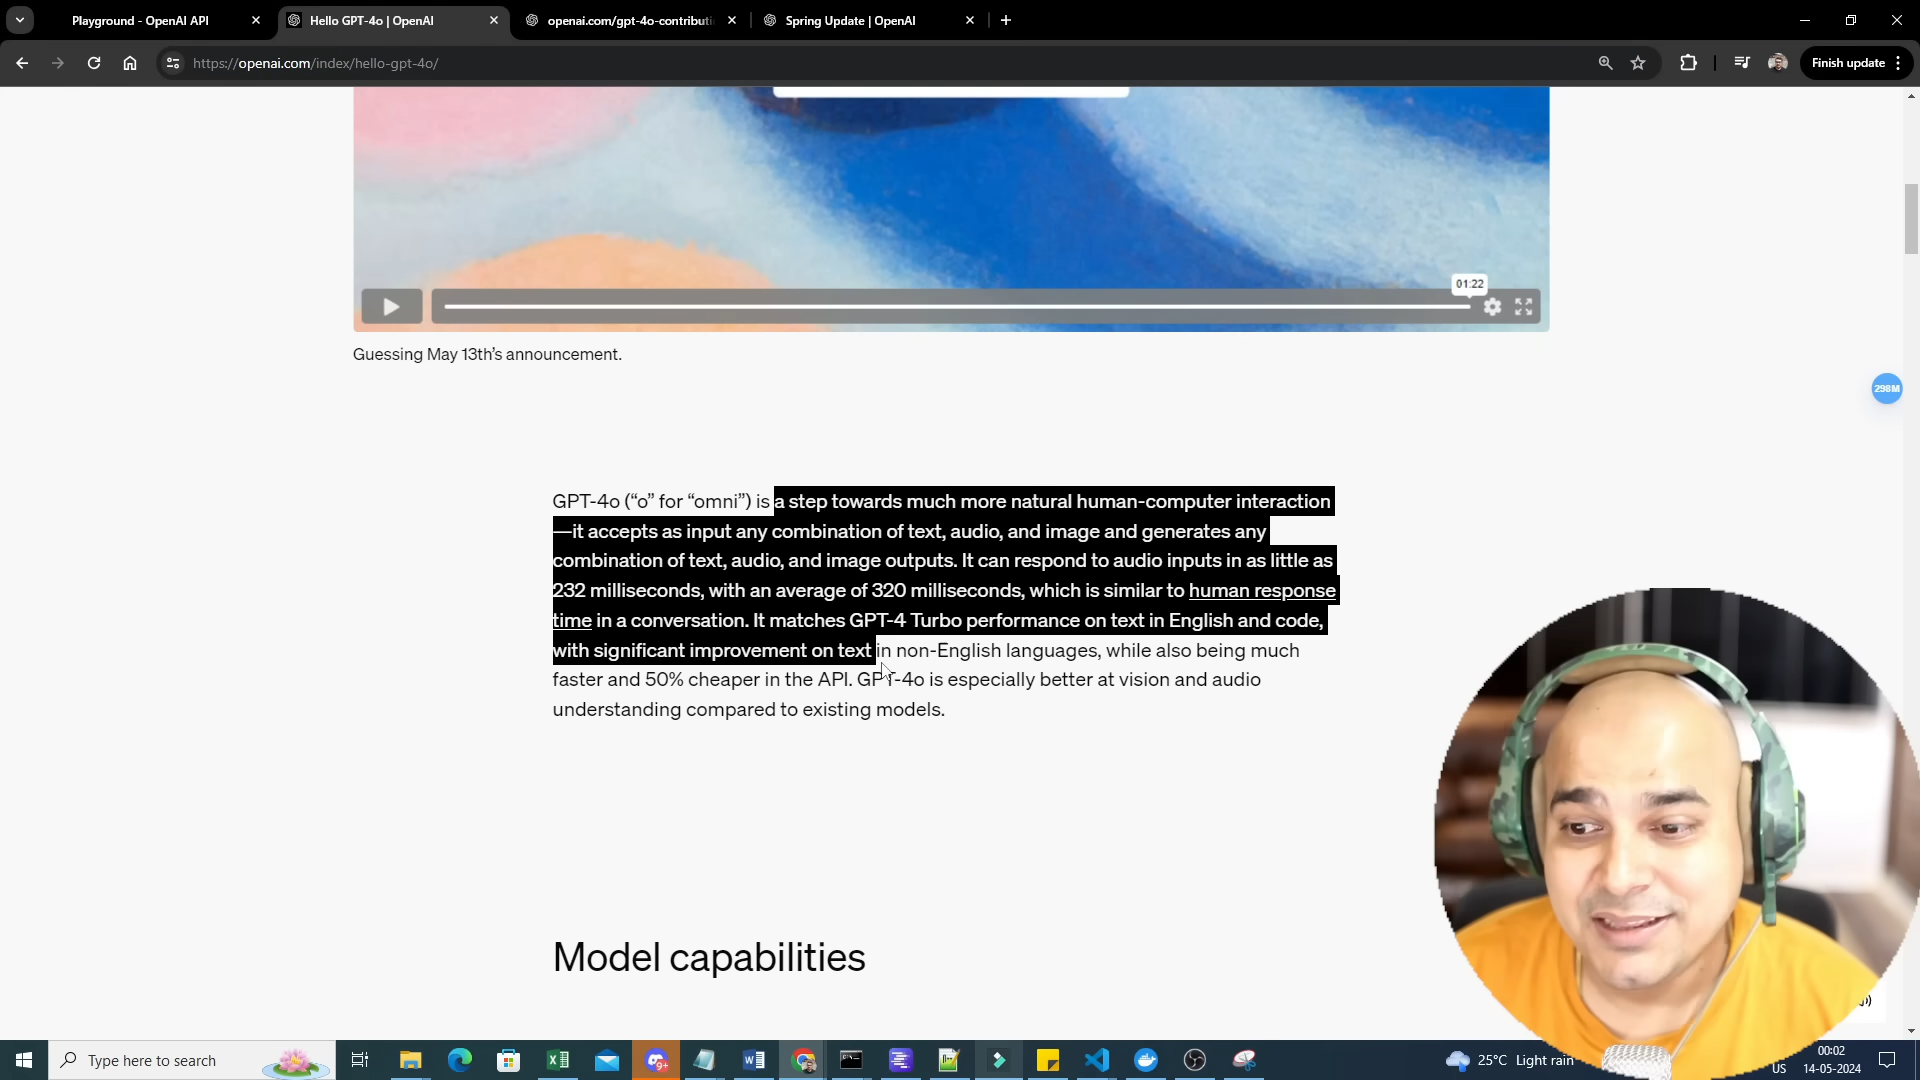 Playground - OpenAI API
Hello GPT-4o | OpenAI
openai.com/gpt-4o-contributi
Spring Update | OpenAI
https://openai.com/index/hello-gpt-4o/
Finish update
01:22
Guessing May 13th’s announcement.
298M
GPT-4o (“o” for “omni”) is a step towards much more natural human-computer interaction
—it accepts as input any combination of text, audio, and image and generates any
combination of text, audio, and image outputs. It can respond to audio inputs in as little as
232 milliseconds, with an average of 320 milliseconds, which is similar to human response
time in a conversation. It matches GPT-4 Turbo performance on text in English and code,
with significant improvement on text in non-English languages, while also being much
faster and 50% cheaper in the API. GPT-4o is especially better at vision and audio
understanding compared to existing models.
Model capabilities
Type here to search
9+
25°C Light rain
US
00:02
14-05-2024